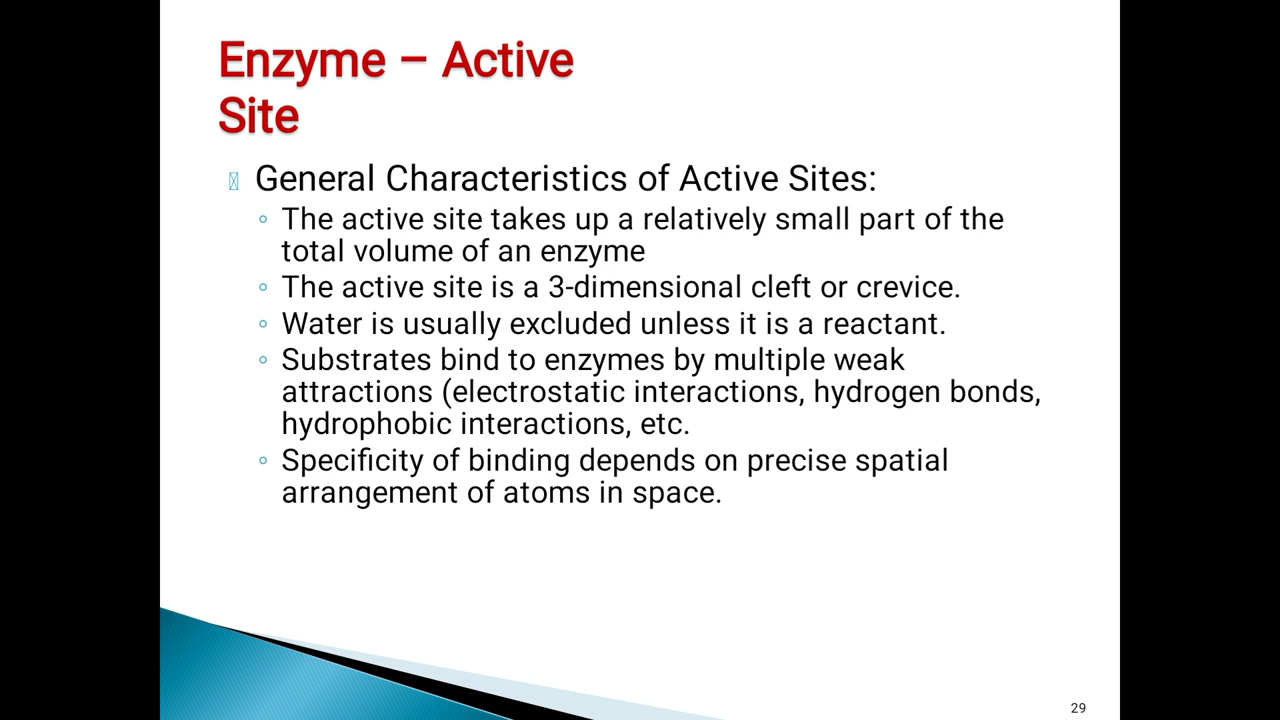 Enzyme – Active
Site
General Characteristics of Active Sites:
◦ The active site takes up a relatively small part of the
total volume of an enzyme
◦ The active site is a 3-dimensional cleft or crevice.
◦ Water is usually excluded unless it is a reactant.
◦ Substrates bind to enzymes by multiple weak
attractions (electrostatic interactions, hydrogen bonds,
hydrophobic interactions, etc.
◦ Specificity of binding depends on precise spatial
arrangement of atoms in space.
29